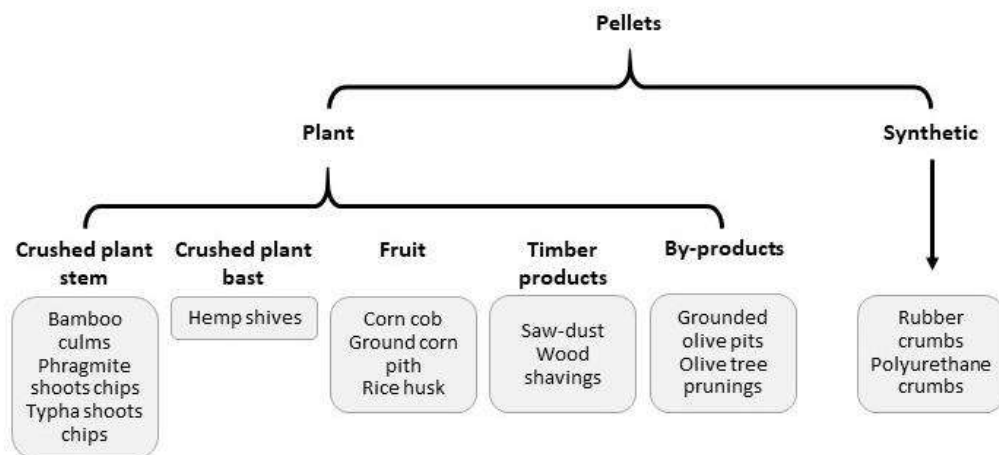 Pellets
Plant
Synthetic
Crushed plant
stem
Crushed plant
bast
Fruit
Timber
products
By-products
Bamboo
culms
Phragmite
shoots chips
Typha shoots
chips
Hemp shives
Corn cob
Ground corn
pith
Rice husk
Saw-dust
Wood
shavings
Grounded
olive pits
Olive tree
prunings
Rubber
crumbs
Polyurethane
crumbs